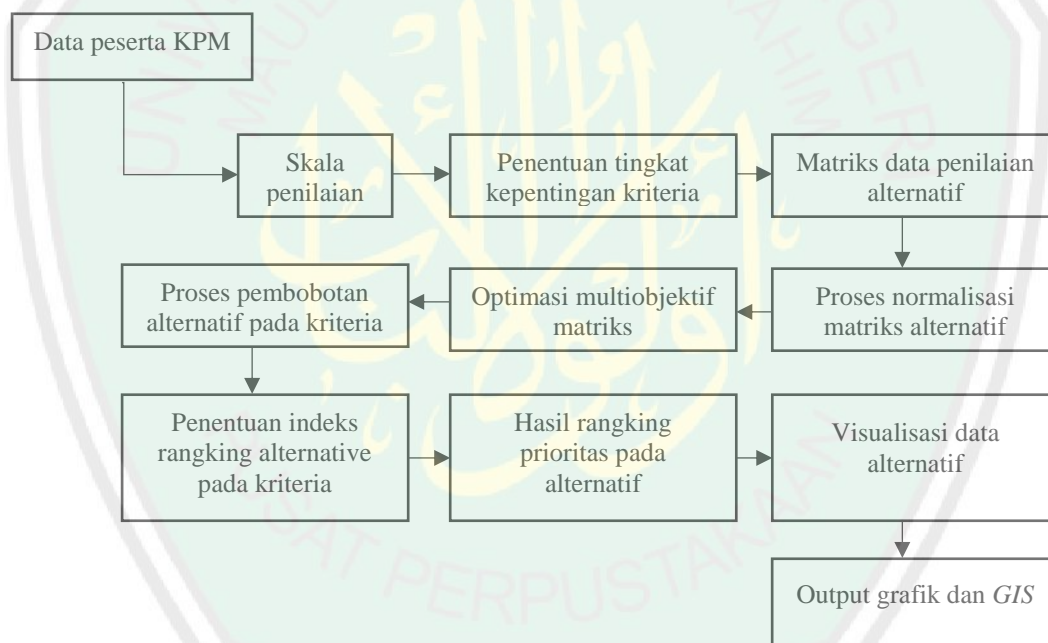 Data peserta KPM
Skala
penilaian
Penentuan tingkat
kepentingan kriteria
Matriks data penilaian
alternatif
Proses normalisasi
matriks alternatif
Optimasi multiobjektif
matriks
Proses pembobotan
alternatif pada kriteria
Penentuan indeks
rangking alternative
pada kriteria
Hasil rangking
prioritas pada
alternatif
Visualisasi data
alternatif
Output grafik dan GIS
PUSAT PERPUSTAKAAN